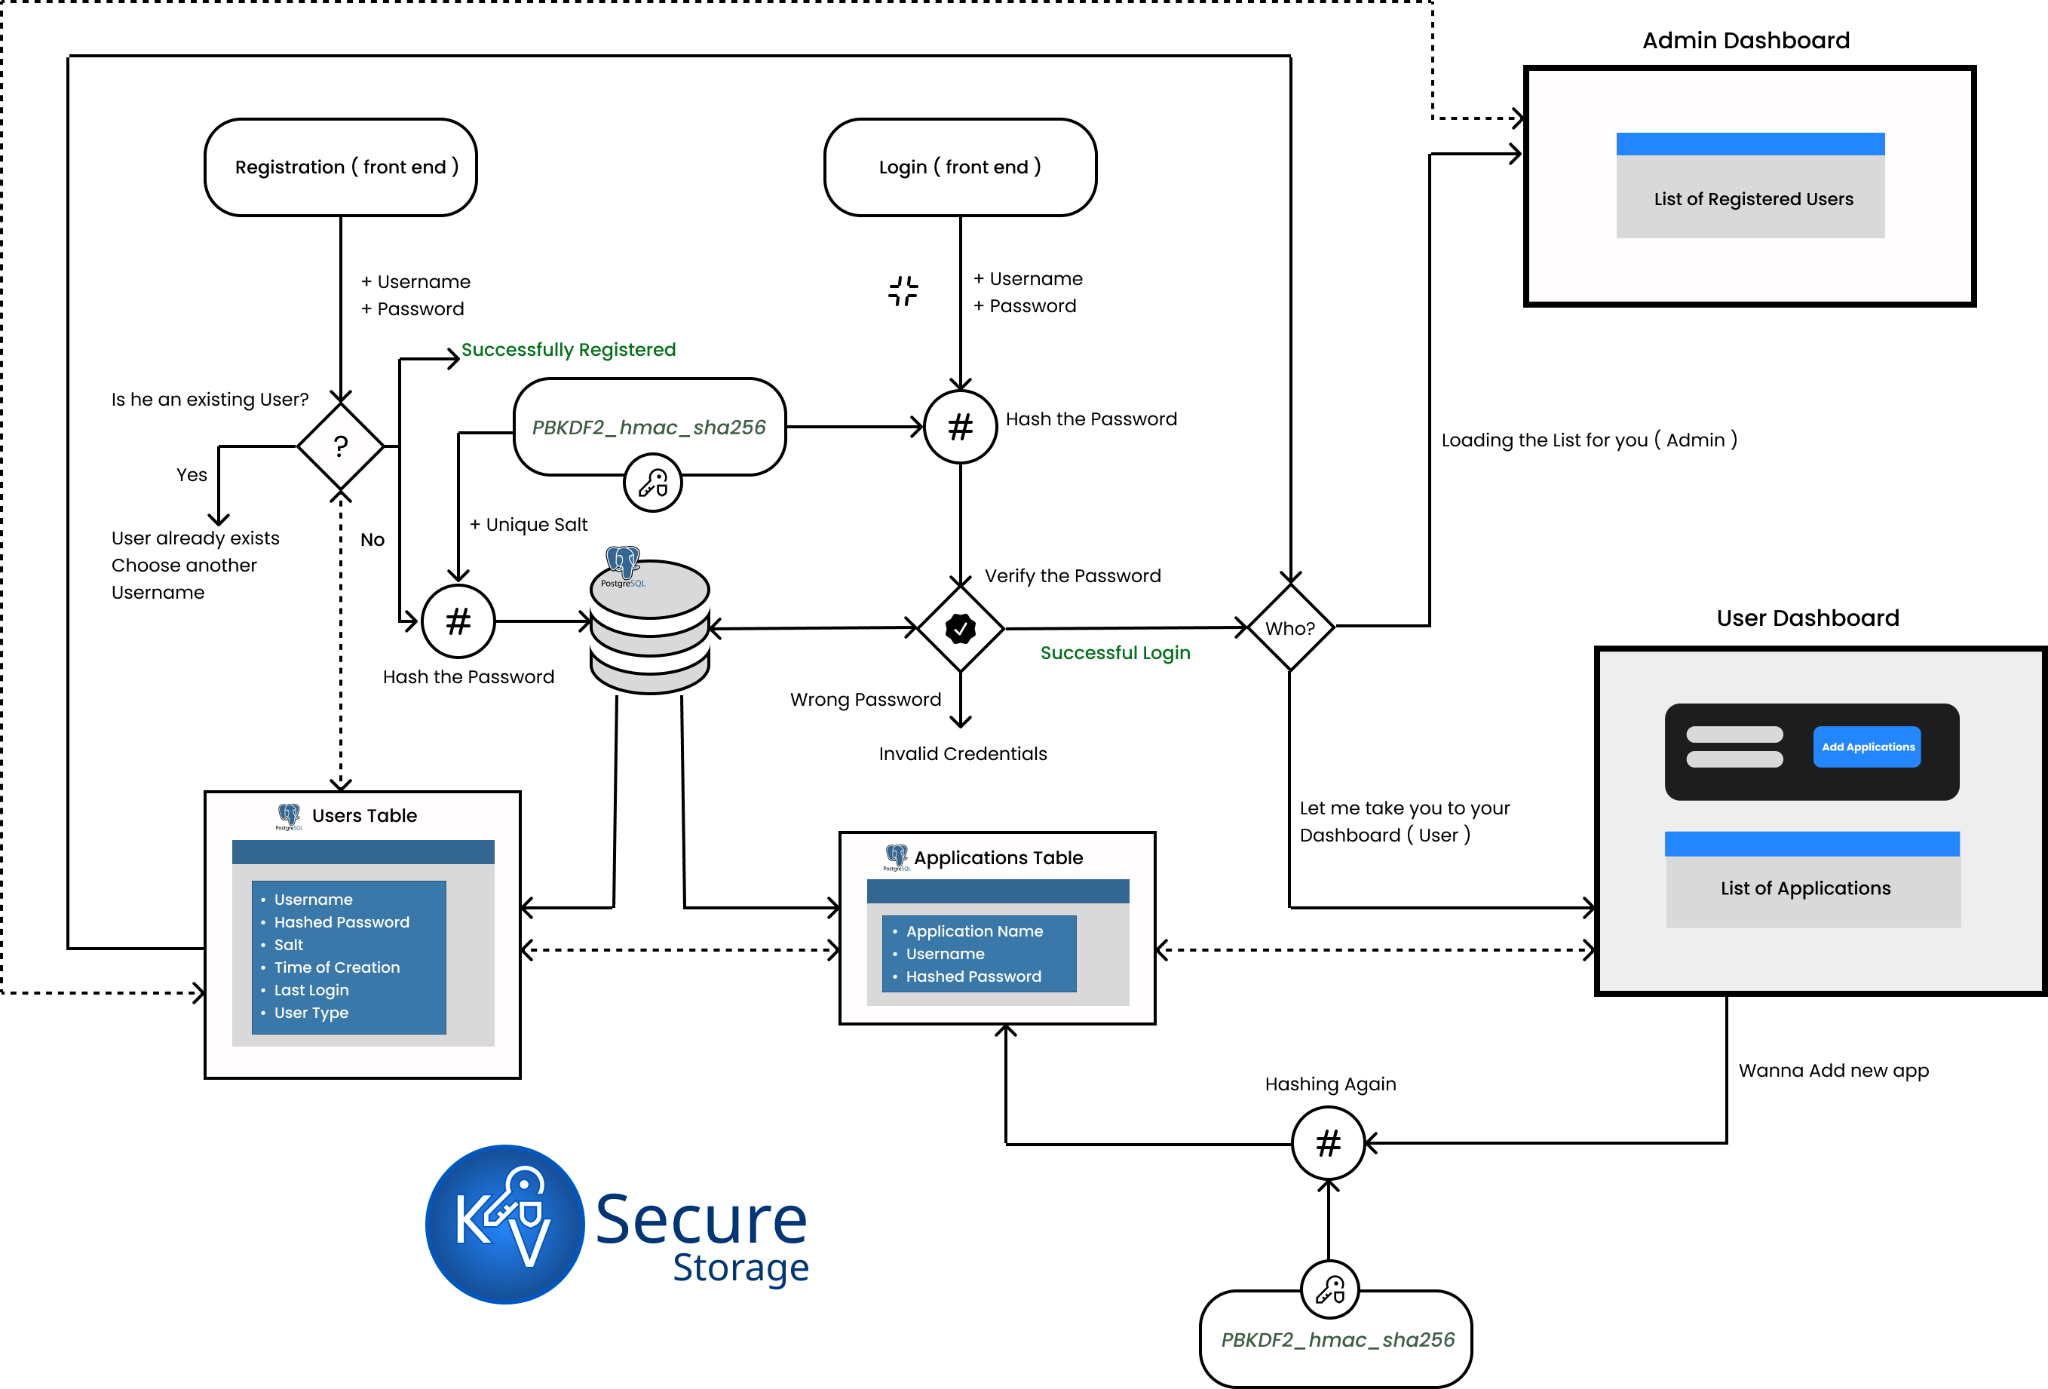 Admin Dashboard
List of Registered Users
Registration ( front end )
Login ( front end )
+ Username
+ Password
+ Username
+ Password
Successfully Registered
Is he an existing User?
?
Yes
User already exists
Choose another
Username
No
PBKDF2_hmac_sha256
+ Unique Salt
#
Hash the Password
#
Hash the Password
PostgreSQL
Verify the Password
Successful Login
Wrong Password
Invalid Credentials
Who?
Loading the List for you ( Admin )
Let me take you to your
Dashboard ( User )
User Dashboard
Add Applications
List of Applications
PostgreSQL
Users Table
• Username
• Hashed Password
• Salt
• Time of Creation
• Last Login
• User Type
PostgreSQL
Applications Table
• Application Name
• Username
• Hashed Password
Wanna Add new app
Hashing Again
#
PBKDF2_hmac_sha256
KV
Secure
Storage